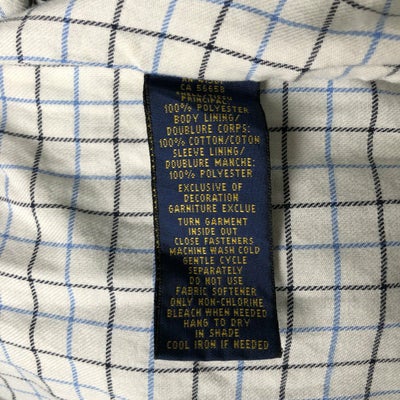 CA 56658
PRINCIPAL
100% POLYESTER
BODY LINING/
DOUBLURE CORPS:
100% COTTON/COTON
SLEEVE LINING/
DOUBLURE MANCHE:
100% POLYESTER
EXCLUSIVE OF
DECORATION
GARNITURE EXCLUE
TURN GARMENT
INSIDE OUT
CLOSE FASTENERS
MACHINE WASH COLD
GENTLE CYCLE
SEPARATELY
DO NOT USE
FABRIC SOFTENER
ONLY NON-CHLORINE
BLEACH WHEN NEEDED
HANG TO DRY
IN SHADE
COOL IRON IF NEEDED